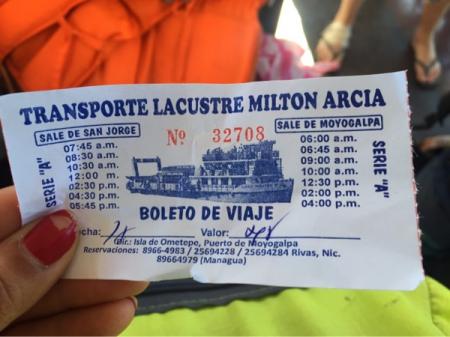 TRANSPORTE LACUSTRE MILTON ARCIA
SALE DE SAN JORGE
Nº 32708
SALE DE MOYOGALPA
SERIE "A"
07:45 a.m.
08:30 a.m.
10:30 a.m.
12:00 m.
02:30 p.m.
04:30 p.m.
05:45 p.m.
06:00 a.m.
06:45 a.m.
09:00 a.m.
10:00 a.m.
12:30 p.m.
02:00 p.m.
04:00 p.m.
SERIE "A"
BOLETO DE VIAJE
Fecha: Valor:
Dir.: Isla de Ometepe, Puerto de Moyogalpa
Reservaciones: 8966-4983 / 25694228 / 25694284 Rivas, Nic.
89664979 (Managua)